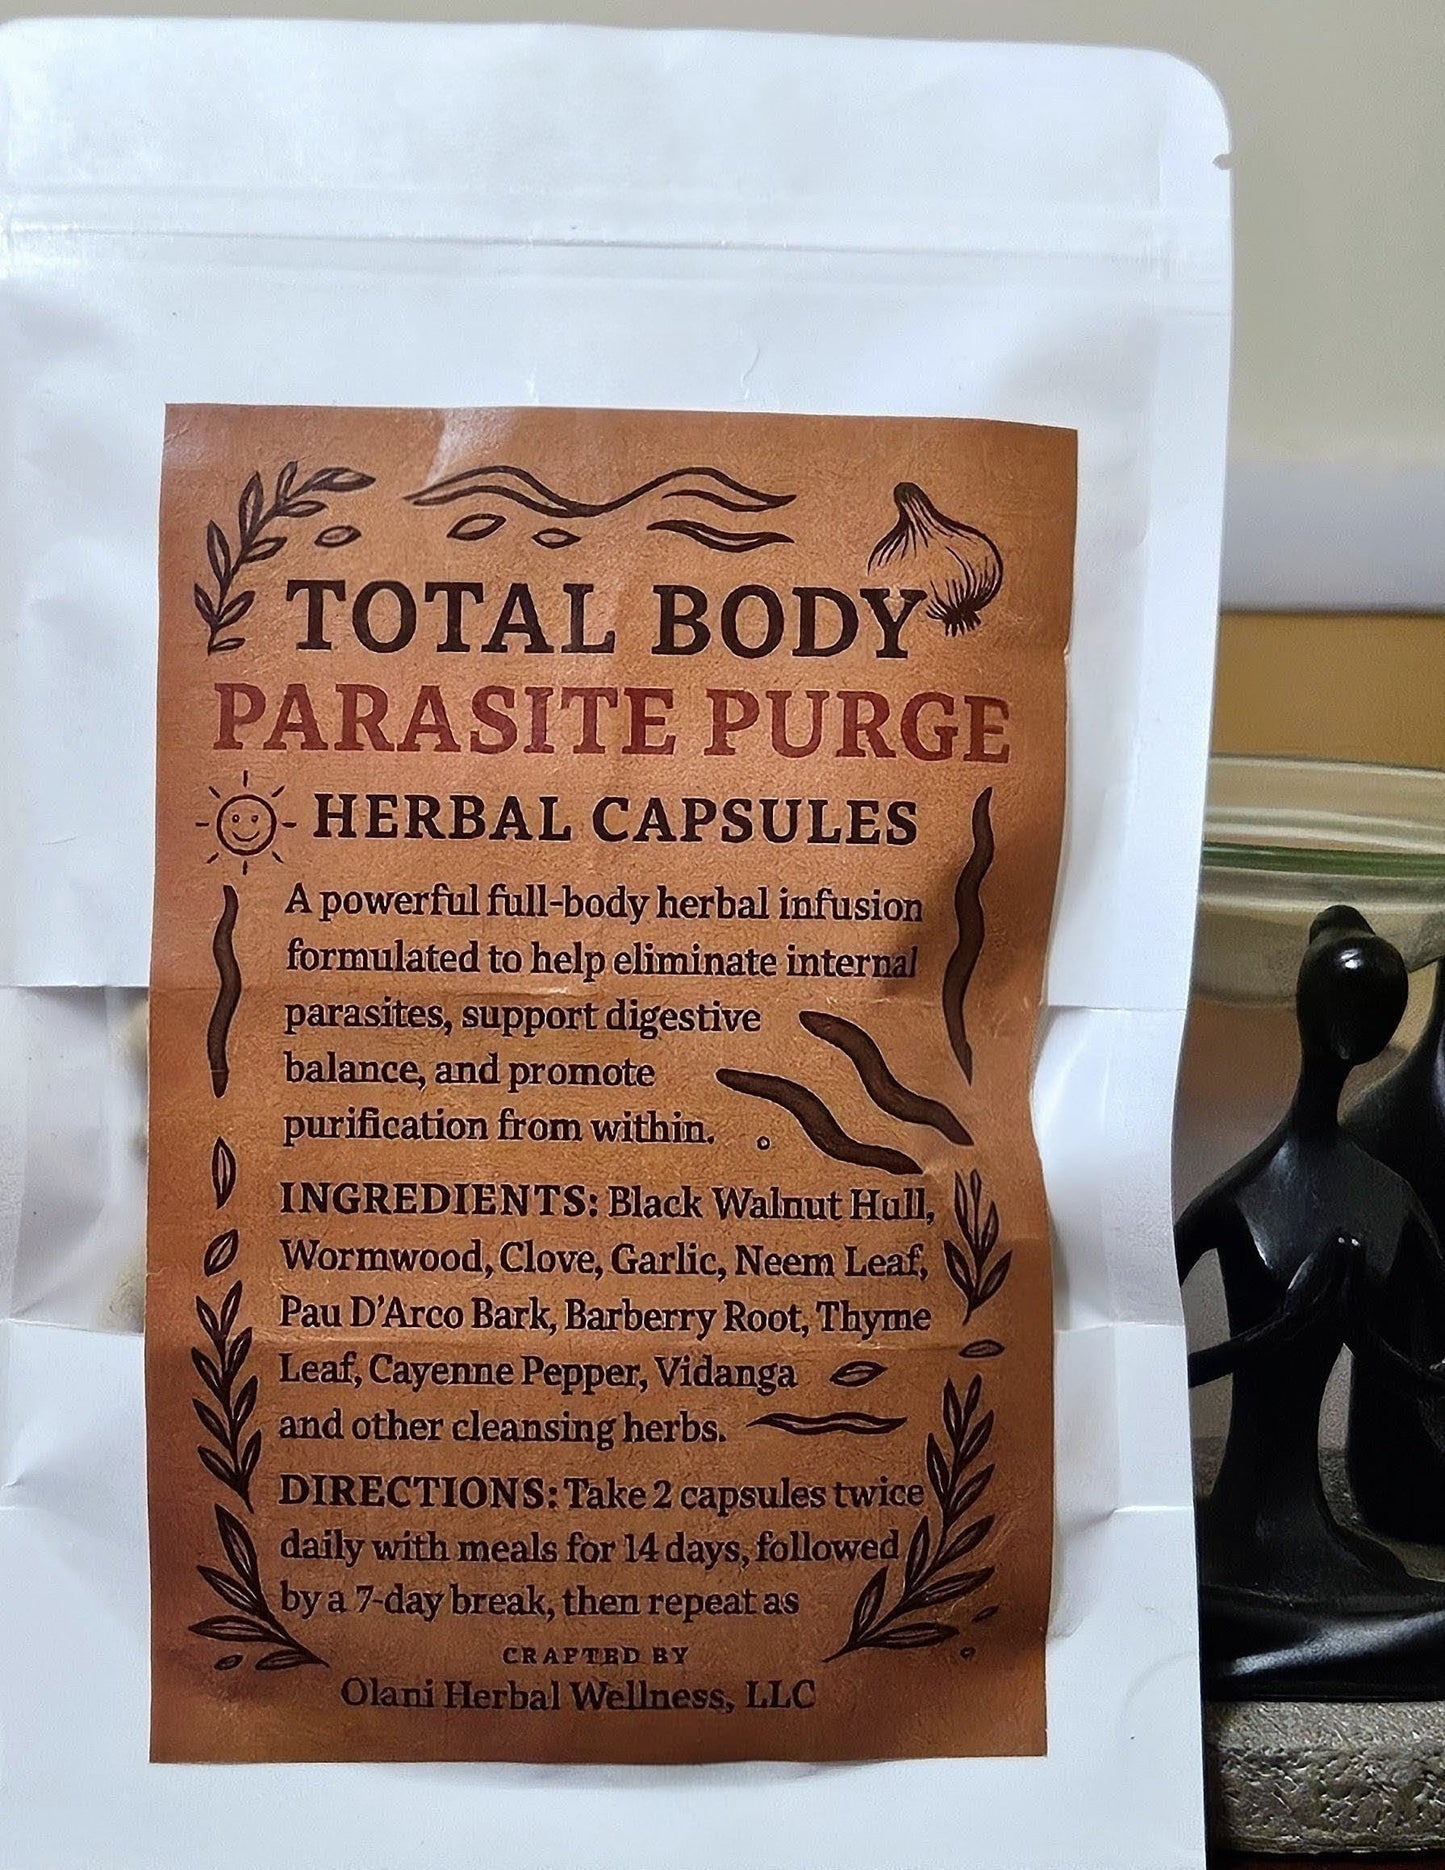 TOTAL BODY
PARASITE PURGE
HERBAL CAPSULES
A powerful full-body herbal infusion
formulated to help eliminate internal
parasites, support digestive
balance, and promote
purification from within.
INGREDIENTS: Black Walnut Hull,
Wormwood, Clove, Garlic, Neem Leaf,
Pau D'Arco Bark, Barberry Root, Thyme
Leaf, Cayenne Pepper, Vidanga
and other cleansing herbs.
DIRECTIONS: Take 2 capsules twice
daily with meals for 14 days, followed
by a 7-day break, then repeat as
CRAFTED BY
Olani Herbal Wellness, LLC